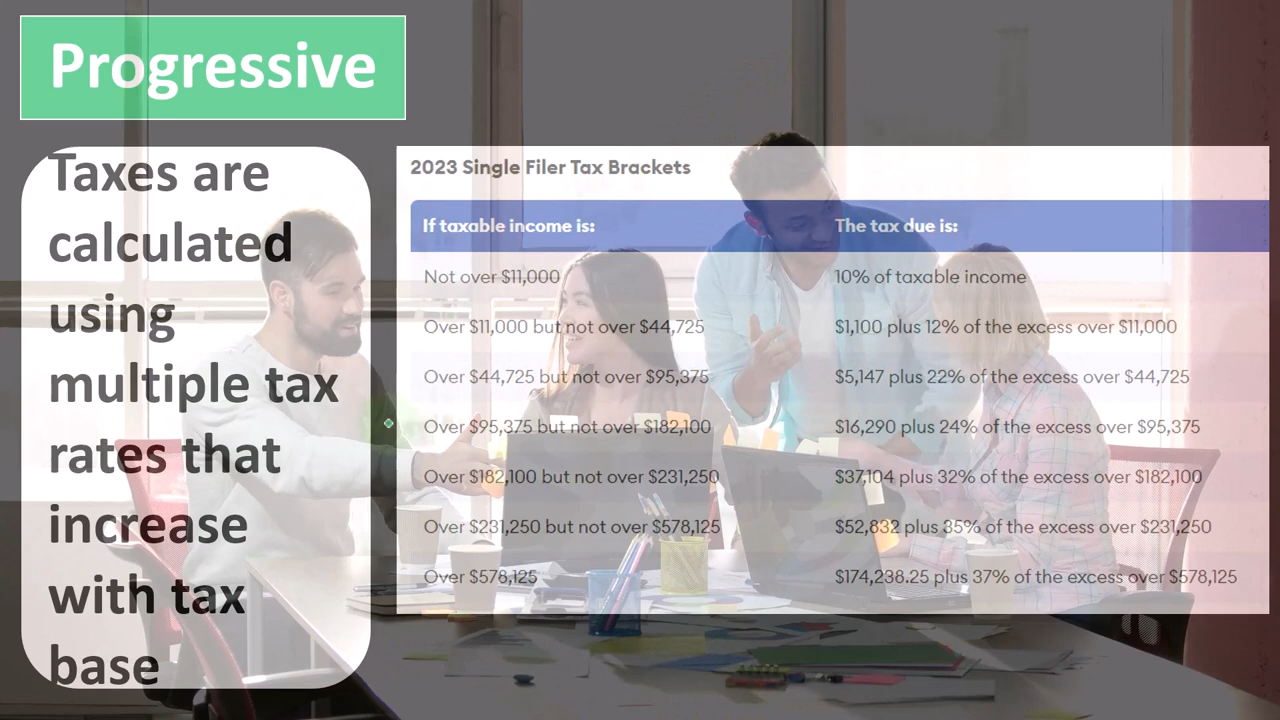 Progressive
Taxes are
calculated
using
multiple tax
rates that
increase
with tax
base
2023 Single Filer Tax Brackets
If taxable income is: The tax due is:
Not over $11,000 10% of taxable income
Over $11,000 but not over $44,725 $1,100 plus 12% of the excess over $11,000
Over $44,725 but not over $95,375 $5,147 plus 22% of the excess over $44,725
Over $95,375 but not over $182,100 $16,290 plus 24% of the excess over $95,375
Over $182,100 but not over $231,250 $37,104 plus 32% of the excess over $182,100
Over $231,250 but not over $578,125 $52,832 plus 35% of the excess over $231,250
Over $578,125 $174,238.25 plus 37% of the excess over $578,125